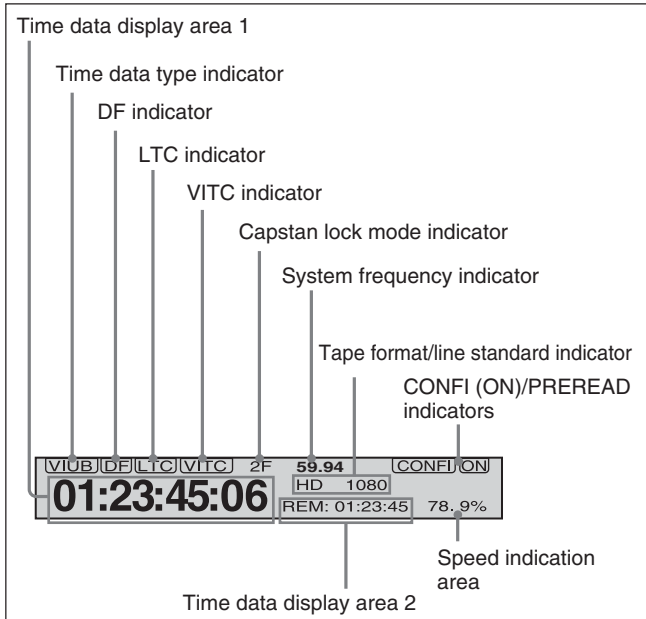 Time data display area 1
Time data type indicator
DF indicator
LTC indicator
VITC indicator
Capstan lock mode indicator
System frequency indicator
Tape format/line standard indicator
CONFI (ON)/PREREAD
indicators
VIUB DF LTC VITC 2F 59.94 CONFI ON
HD 1080
01:23:45:06
REM: 01:23:45 78.9%
Speed indication
area
Time data display area 2